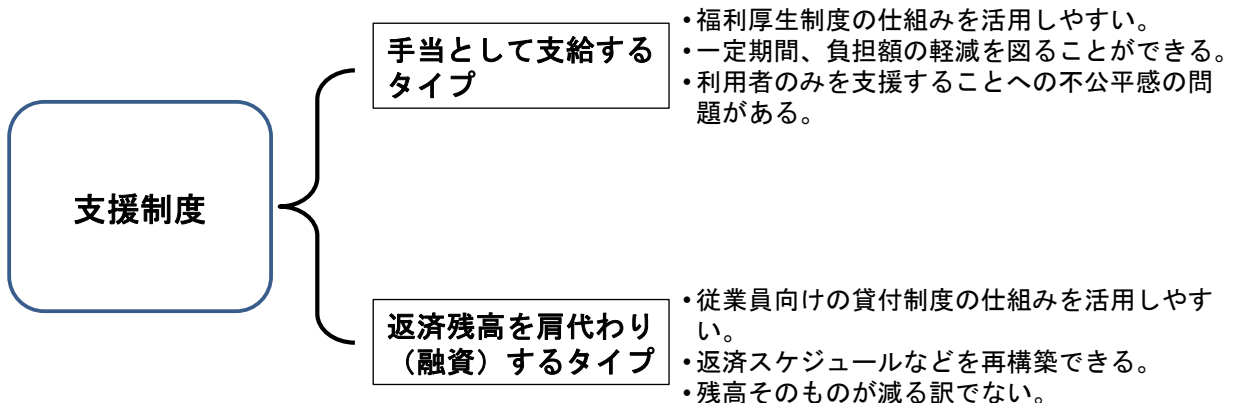 支援制度
手当として支給する
タイプ
•福利厚生制度の仕組みを活用しやすい。
•一定期間、負担額の軽減を図ることができる。
•利用者のみを支援することへの不公平感の問
題がある。
返済残高を肩代わり
（融資）するタイプ
•従業員向けの貸付制度の仕組みを活用しやす
い。
•返済スケジュールなどを再構築できる。
•残高そのものが減る訳でない。